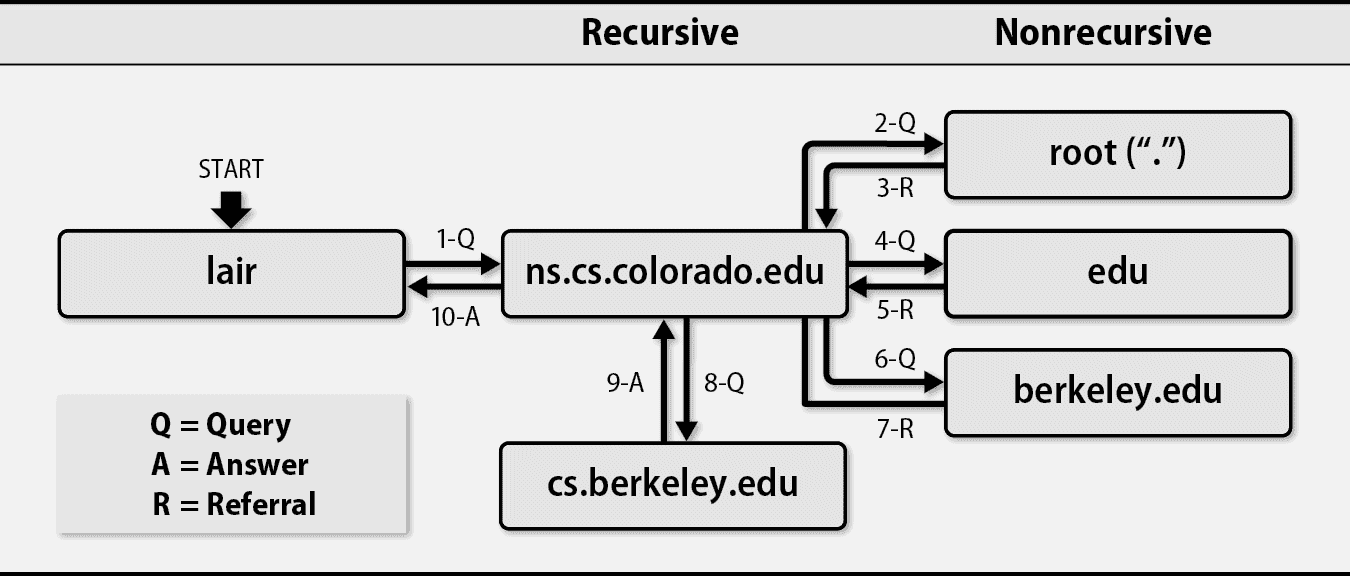 Recursive
Nonrecursive
START
lair
1-Q
10-A
ns.cs.colorado.edu
2-Q
3-R
root (“.”)
4-Q
5-R
edu
6-Q
7-R
berkeley.edu
9-A
8-Q
cs.berkeley.edu
Q = Query
A = Answer
R = Referral